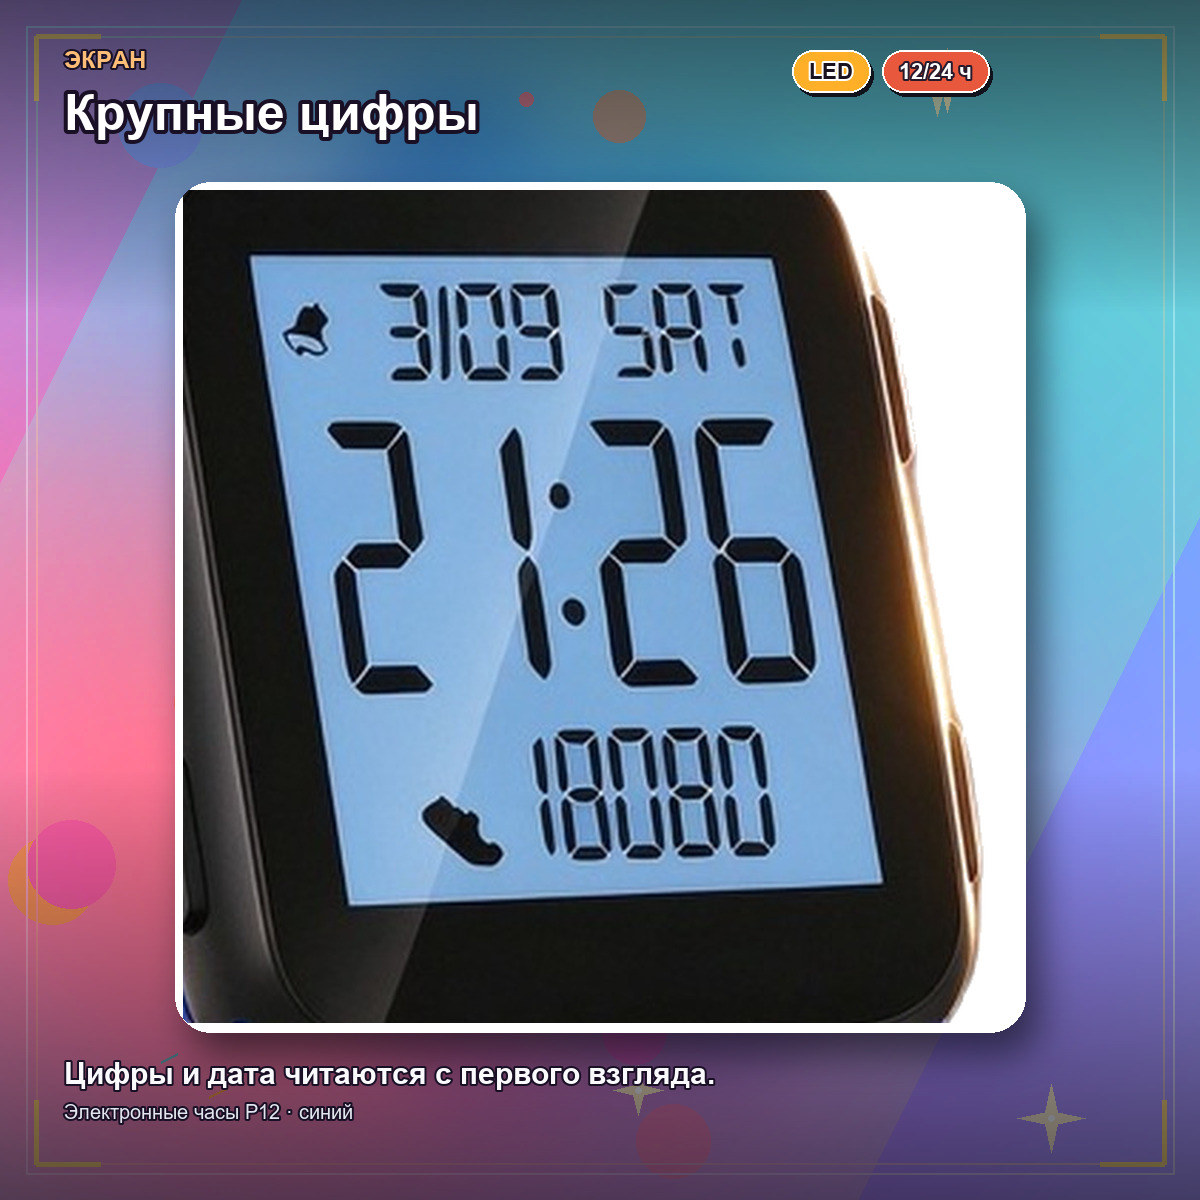 ЭКРАН
Крупные цифры
LED
12/24 ч
3|09 SAT
21:26
18080
Цифры и дата читаются с первого взгляда.
Электронные часы P12 · синий